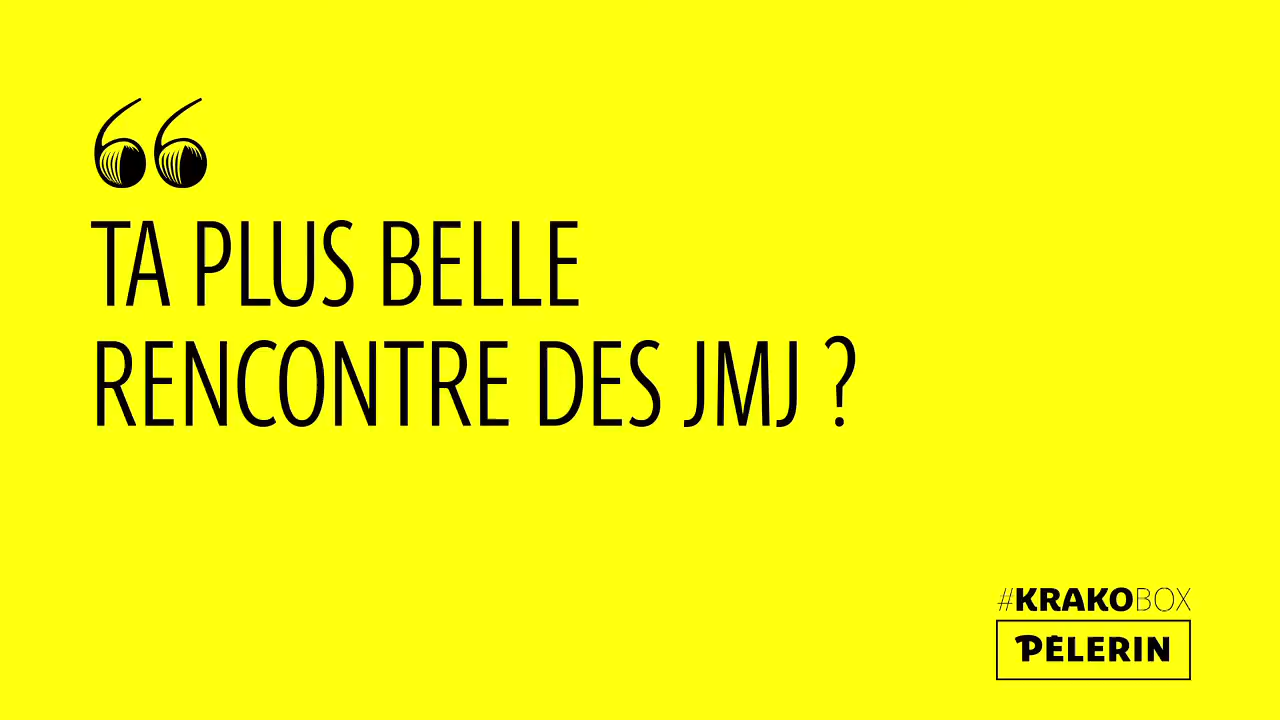 “
TA PLUS BELLE
RENCONTRE DES JMJ ?
#KRAKOBOX
PÈLERIN